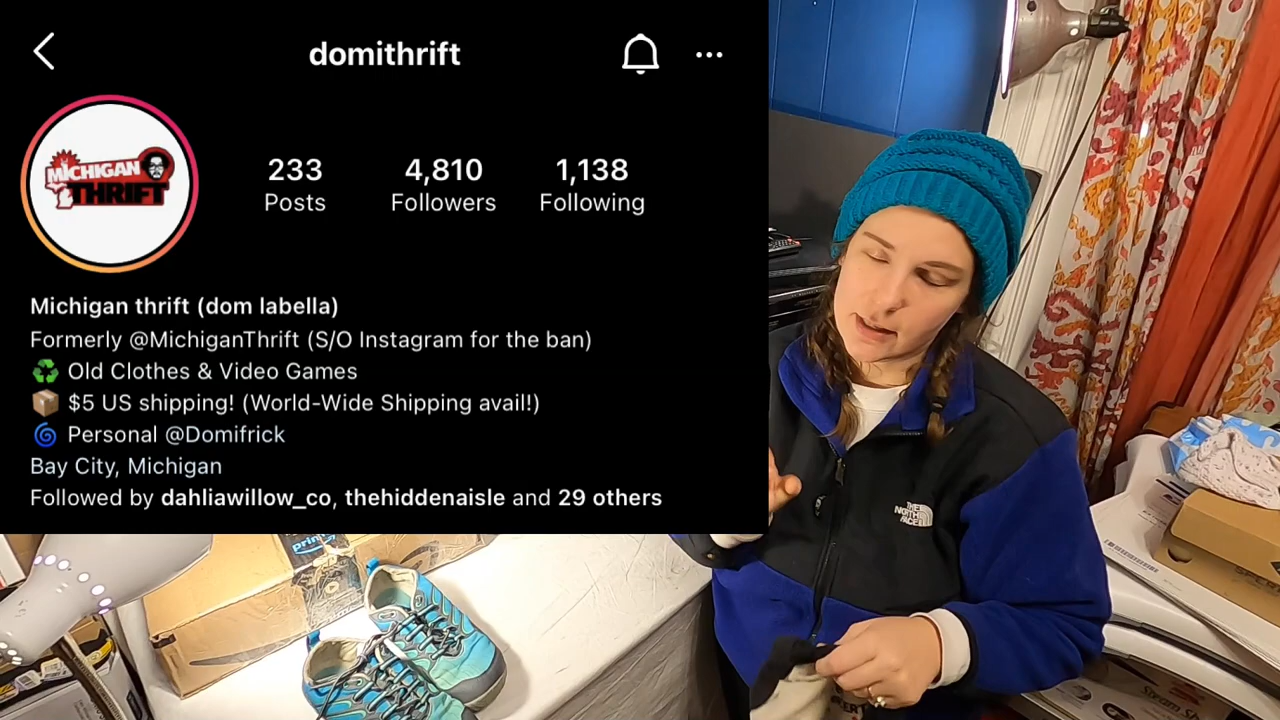 domithrift
MICHIGAN
THRIFT
233
Posts
4,810
Followers
1,138
Following
Michigan thrift (dom labella)
Formerly @MichiganThrift (S/O Instagram for the ban)
♻️ Old Clothes & Video Games
📦 $5 US shipping! (World-Wide Shipping avail!)
🌀 Personal @Domifrick
Bay City, Michigan
Followed by dahliawillow_co, thehiddenaisle and 29 others
THE
NORTH
FACE
prime